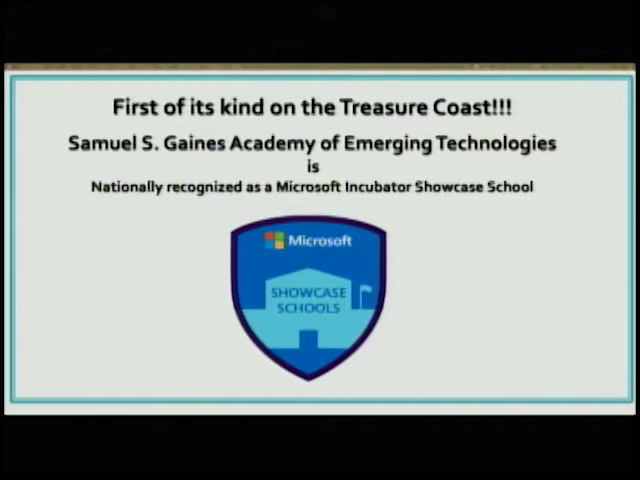 First of its kind on the Treasure Coast!!!
Samuel S. Gaines Academy of Emerging Technologies
is
Nationally recognized as a Microsoft Incubator Showcase School
Microsoft
SHOWCASE
SCHOOLS